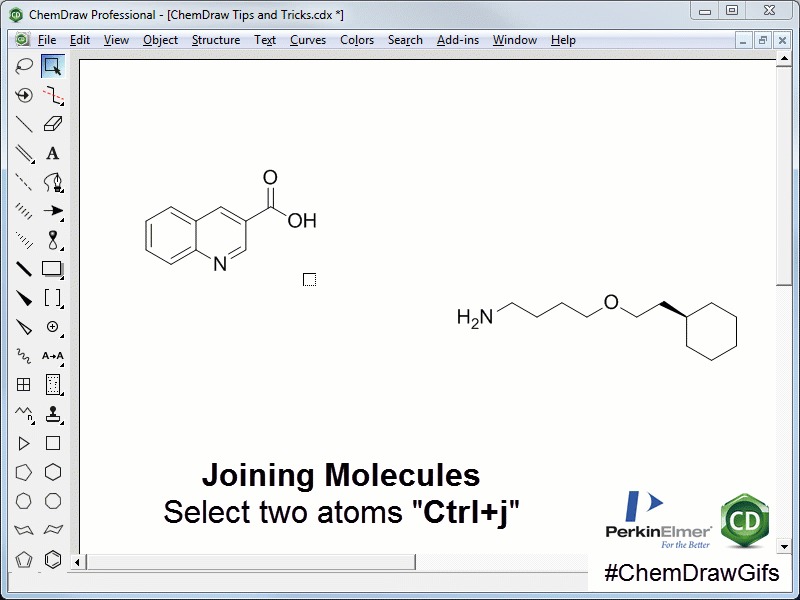 ChemDraw Professional - [ChemDraw Tips and Tricks.cdx *]
File Edit View Object Structure Text Curves Colors Search Add-ins Window Help
A
A→A
n
O
OH
N
O
H2N
Joining Molecules
Select two atoms "Ctrl+j"
PerkinElmer
For the Better
CD
#ChemDrawGifs